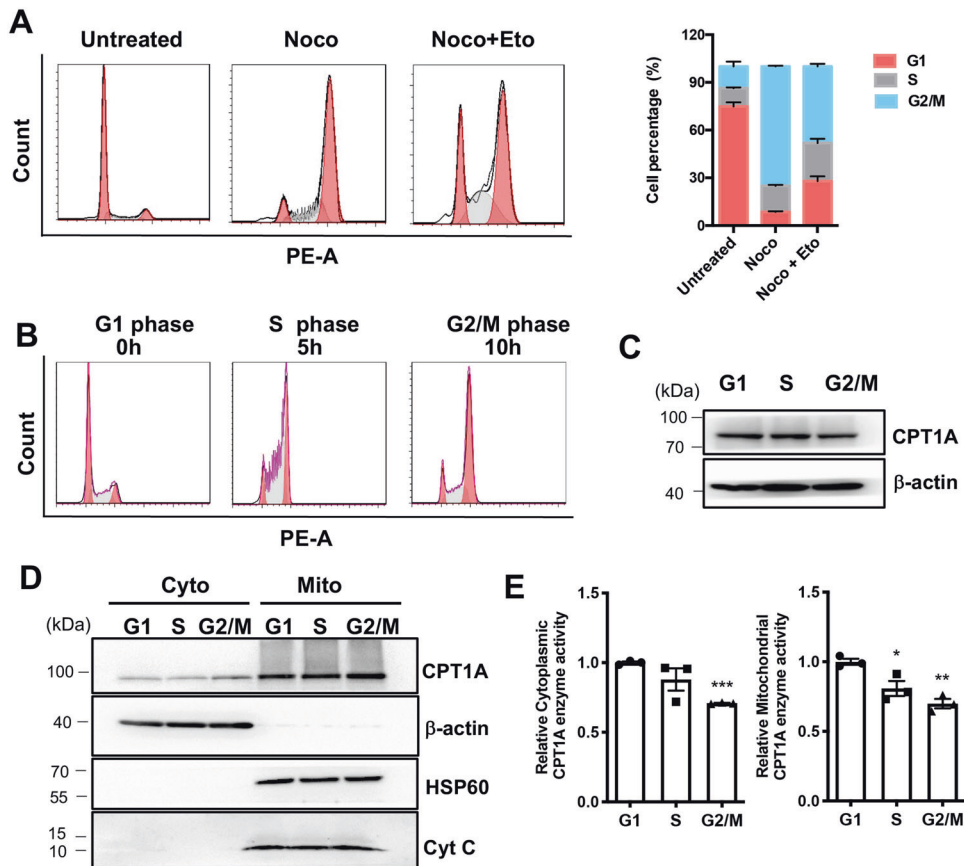 A
Untreated
Noco
Noco+Eto
Count
PE-A
Cell percentage (%)
120
90
60
30
0
Untreated
Noco
Noco + Eto
G1
S
G2/M
B
G1 phase
0h
S phase
5h
G2/M phase
10h
Count
PE-A
C
(kDa)
G1 S G2/M
100
70
CPT1A
40
β-actin
D
Cyto Mito
(kDa)
G1 S G2/M G1 S G2/M
100
CPT1A
40
β-actin
70
55
HSP60
15
10
Cyt C
E
Relative Cytoplasmic
CPT1A enzyme activity
1.5
1.0
0.5
0.0
***
G1 S G2/M
Relative Mitochondrial
CPT1A enzyme activity
1.5
1.0
0.5
0.0
*
**
G1 S G2/M